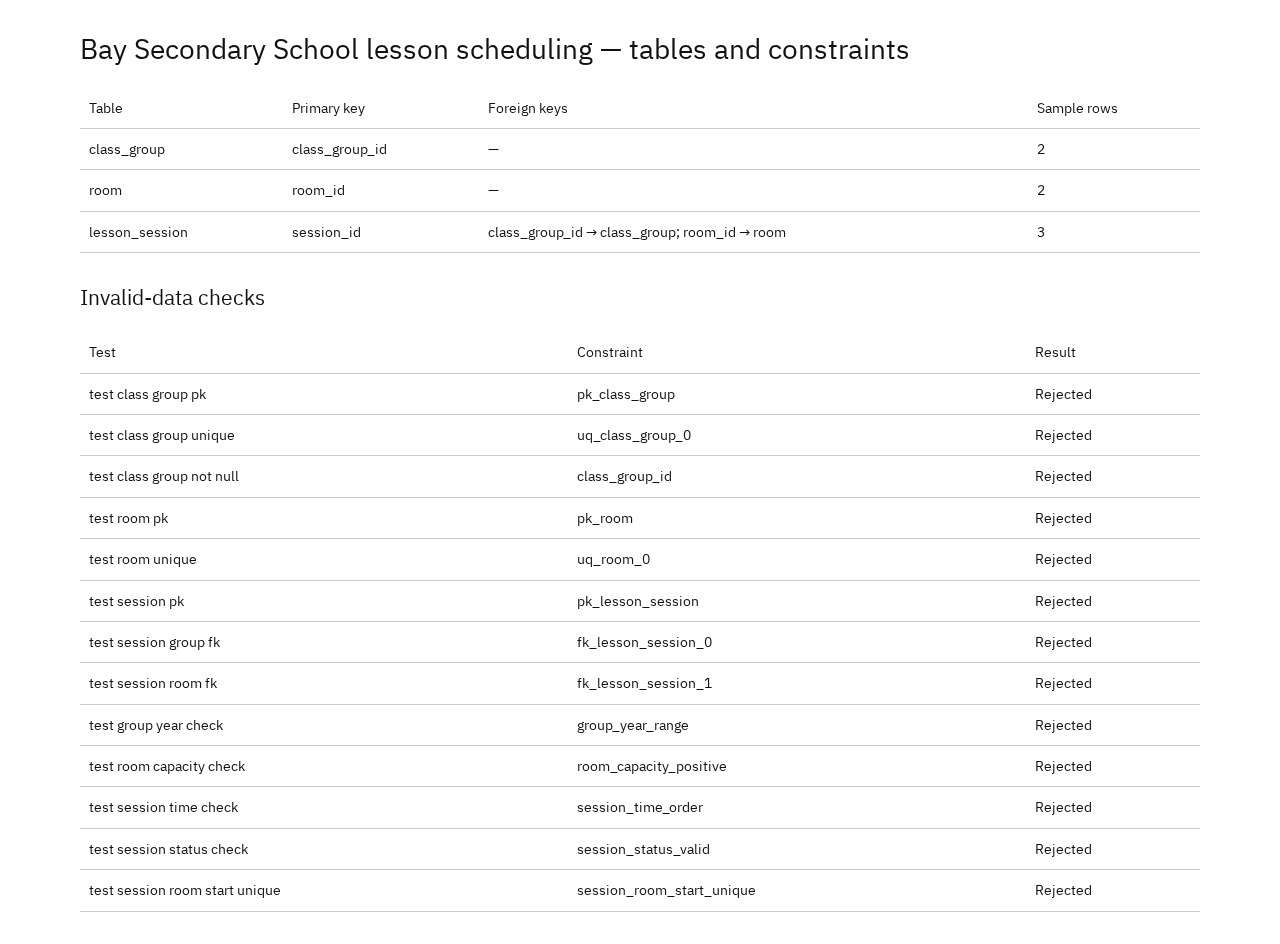 Bay Secondary School lesson scheduling — tables and constraints
Table Primary key Foreign keys Sample rows
class_group class_group_id — 2
room room_id — 2
lesson_session session_id class_group_id → class_group; room_id → room 3
Invalid-data checks
Test Constraint Result
test class group pk pk_class_group Rejected
test class group unique uq_class_group_0 Rejected
test class group not null class_group_id Rejected
test room pk pk_room Rejected
test room unique uq_room_0 Rejected
test session pk pk_lesson_session Rejected
test session group fk fk_lesson_session_0 Rejected
test session room fk fk_lesson_session_1 Rejected
test group year check group_year_range Rejected
test room capacity check room_capacity_positive Rejected
test session time check session_time_order Rejected
test session status check session_status_valid Rejected
test session room start unique session_room_start_unique Rejected